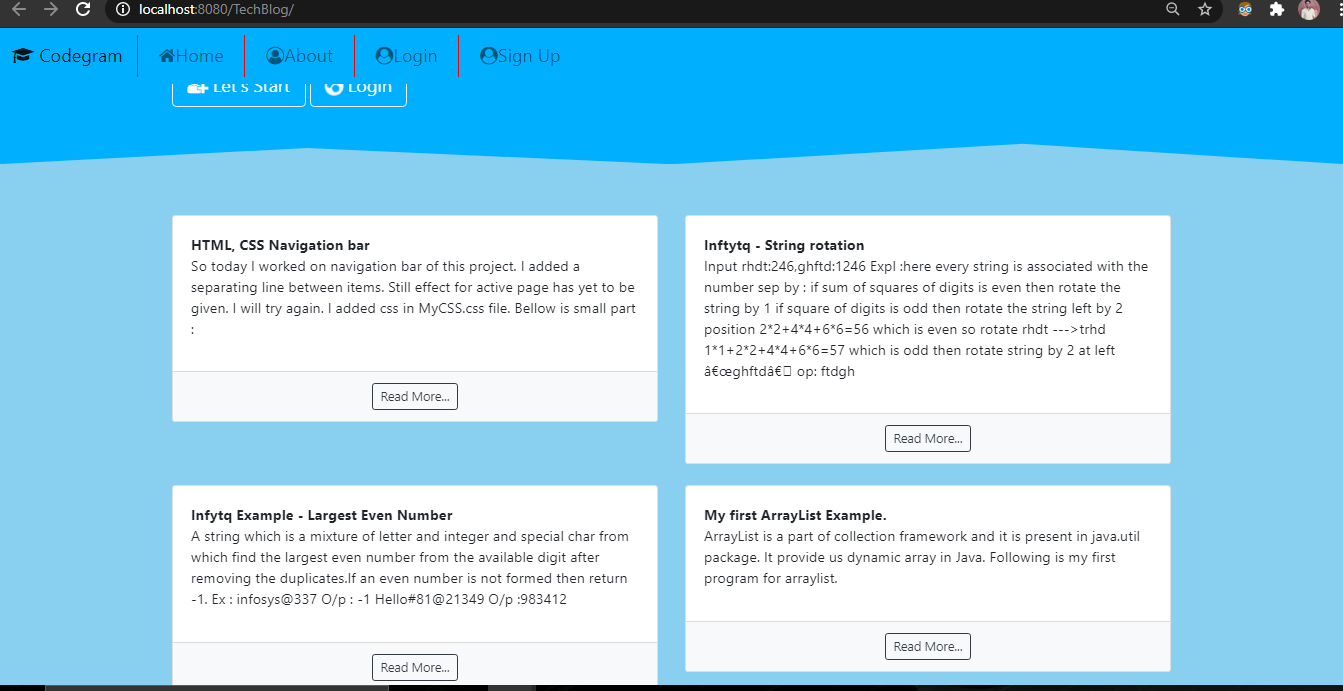 localhost:8080/TechBlog/
Codegram Home About Login Sign Up
Let's Start Login
HTML, CSS Navigation bar
So today I worked on navigation bar of this project. I added a
separating line between items. Still effect for active page has yet to be
given. I will try again. I added css in MyCSS.css file. Bellow is small part
:
Read More...
Inftytq - String rotation
Input rhdt:246,ghftd:1246 Expl :here every string is associated with the
number sep by : if sum of squares of digits is even then rotate the
string by 1 if square of digits is odd then rotate the string left by 2
position 2*2+4*4+6*6=56 which is even so rotate rhdt --->trhd
1*1+2*2+4*4+6*6=57 which is odd then rotate string by 2 at left
“ghftdâ€ op: ftdgh
Read More...
Infytq Example - Largest Even Number
A string which is a mixture of letter and integer and special char from
which find the largest even number from the available digit after
removing the duplicates.If an even number is not formed then return
-1. Ex : infosys@337 O/p : -1 Hello#81@21349 O/p :983412
Read More...
My first ArrayList Example.
ArrayList is a part of collection framework and it is present in java.util
package. It provide us dynamic array in Java. Following is my first
program for arraylist.
Read More...